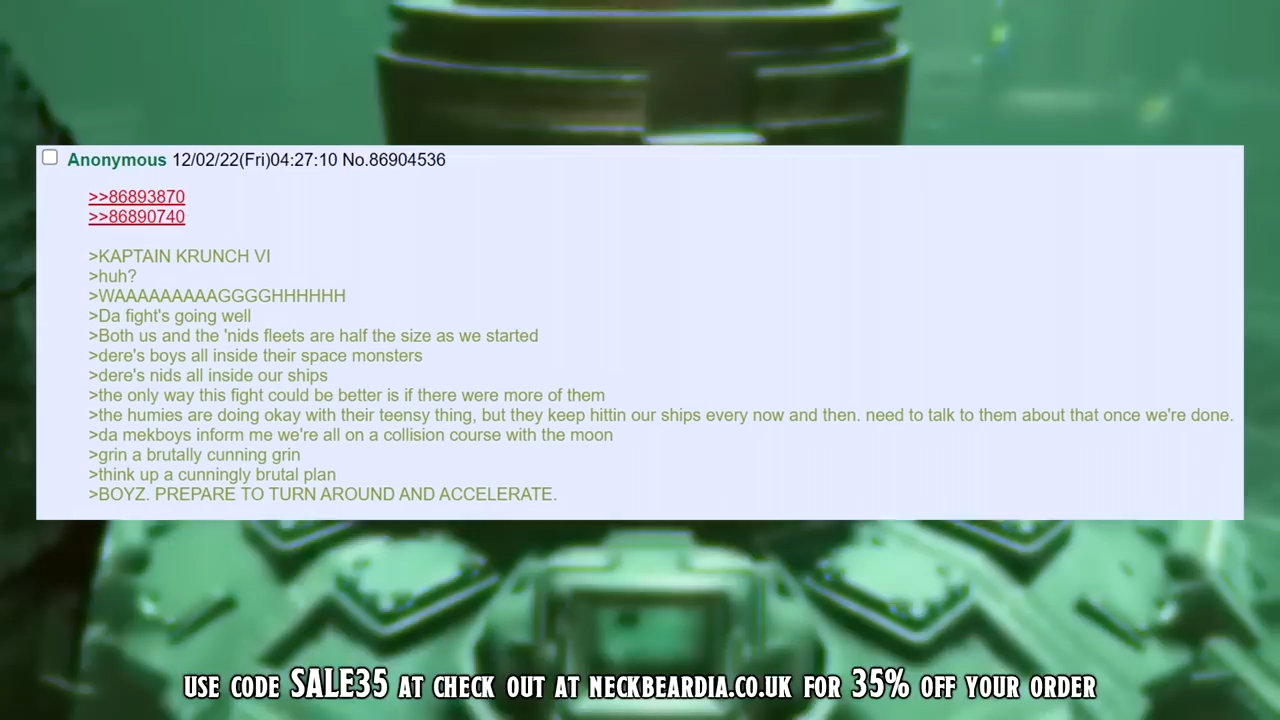 Anonymous 12/02/22(Fri)04:27:10 No.86904536
>>86893870
>>86890740
>KAPTAIN KRUNCH VI
>huh?
>WAAAAAAAAAGGGGHHHHHH
>Da fight's going well
>Both us and the 'nids fleets are half the size as we started
>dere's boys all inside their space monsters
>dere's nids all inside our ships
>the only way this fight could be better is if there were more of them
>the humies are doing okay with their teensy thing, but they keep hittin our ships every now and then. need to talk to them about that once we're done.
>da mekboys inform me we're all on a collision course with the moon
>grin a brutally cunning grin
>think up a cunningly brutal plan
>BOYZ. PREPARE TO TURN AROUND AND ACCELERATE.
USE CODE SALE35 AT CHECK OUT AT NECKBEARDIA.CO.UK FOR 35% OFF YOUR ORDER